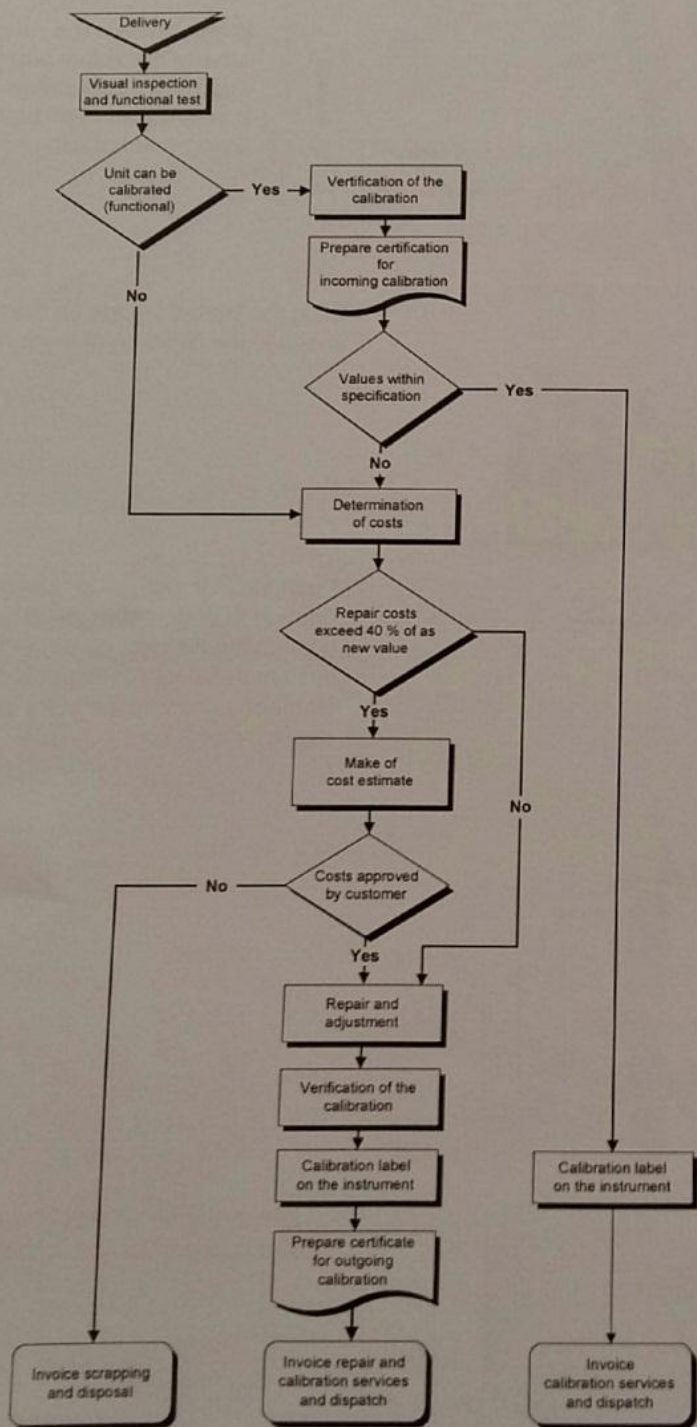 Delivery
Visual inspection
and functional test
Unit can be
calibrated
(functional)
Yes
Vertification of the
calibration
Prepare certification
for
incoming calibration
No
Values within
specification
Yes
No
Determination
of costs
Repair costs
exceed 40 % of as
new value
Yes
Make of
cost estimate
No
Costs approved
by customer
No
Yes
Repair and
adjustment
Verification of the
calibration
Calibration label
on the instrument
Calibration label
on the instrument
Prepare certificate
for outgoing
calibration
Invoice scrapping
and disposal
Invoice repair and
calibration services
and dispatch
Invoice
calibration services
and dispatch